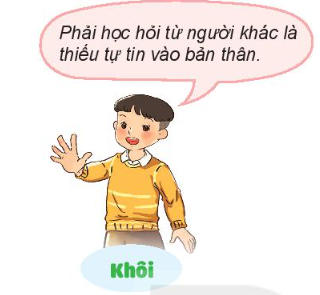 Phải học hỏi từ người khác là
thiếu tự tin vào bản thân.
Khôi